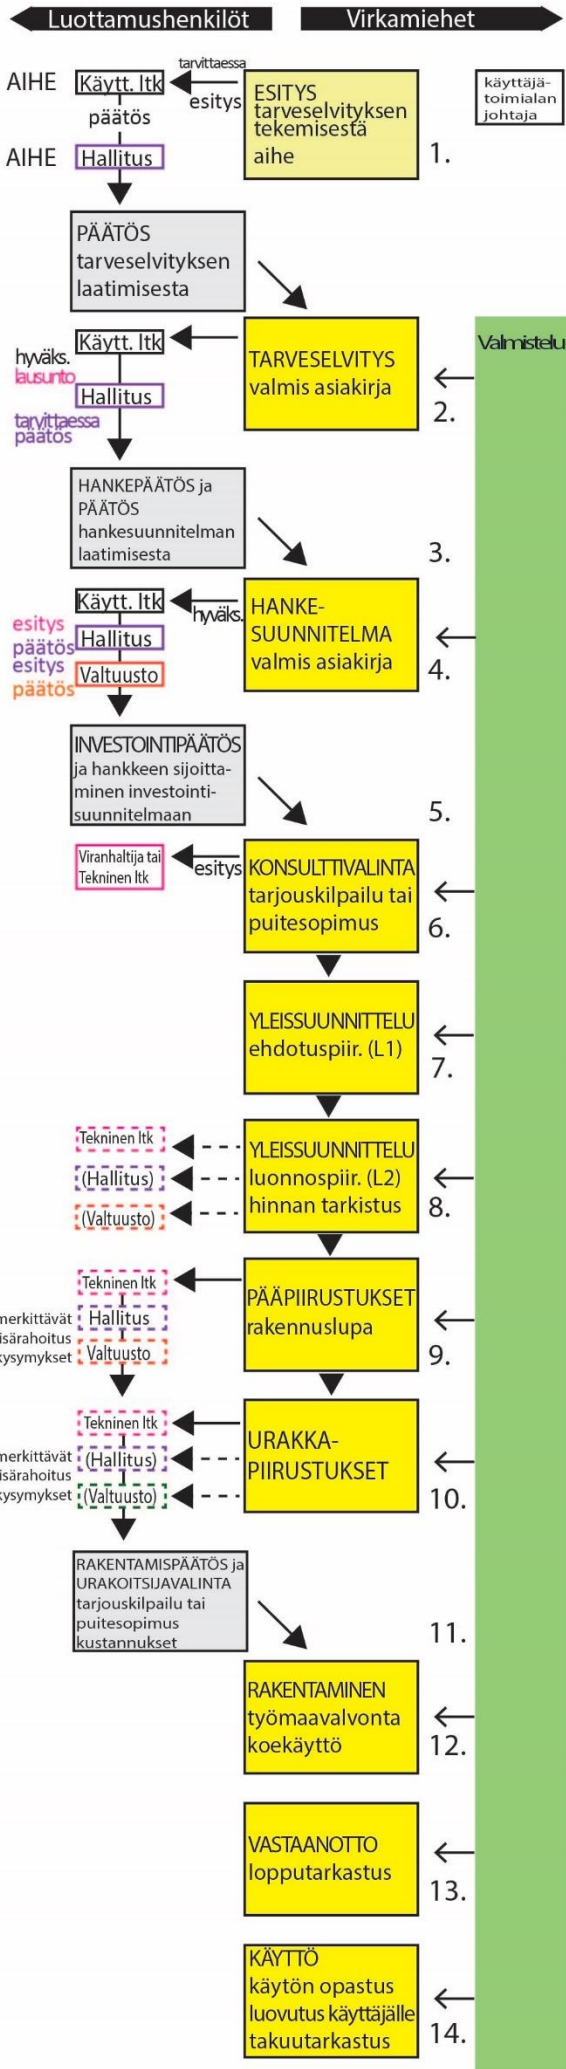 Luottamushenkilöt
Virkamiehet
AIHE
Käytt. ltk
tarvittaessa
esitys
päätös
AIHE
Hallitus
ESITYS
tarveselvityksen
tekemisestä
aihe
1.
käyttäjä-
toimialan
johtaja
PÄÄTÖS
tarveselvityksen
laatimisesta
Valmistelu
Käytt. ltk
hyväks.
lausunto
Hallitus
tarvittaessa
päätös
TARVESELVITYS
valmis asiakirja
2.
HANKEPÄÄTÖS ja
PÄÄTÖS
hankesuunnitelman
laatimisesta
3.
Käytt. ltk
hyväks.
esitys
päätös
Hallitus
esitys
päätös
Valtuusto
HANKE-
SUUNNITELMA
valmis asiakirja
4.
INVESTOINTIPÄÄTÖS
ja hankkeen sijoitta-
minen investointi-
suunnitelmaan
5.
Viranhaltija tai
Tekninen ltk
esitys
KONSULTTIVALINTA
tarjouskilpailu tai
puitesopimus
6.
YLEISSUUNNITTELU
ehdotuspiir. (L1)
7.
Tekninen ltk
(Hallitus)
(Valtuusto)
YLEISSUUNNITTELU
luonnospiir. (L2)
hinnan tarkistus
8.
Tekninen ltk
merkittävät
isärahoitus
kysymykset
Hallitus
Valtuusto
PÄÄPIIRUSTUKSET
rakennuslupa
9.
Tekninen ltk
merkittävät
isärahoitus
kysymykset
(Hallitus)
(Valtuusto)
URAKKA-
PIIRUSTUKSET
10.
RAKENTAMISPÄÄTÖS ja
URAKOITSIJAVALINTA
tarjouskilpailu tai
puitesopimus
kustannukset
11.
RAKENTAMINEN
työmaavalvonta
koekäyttö
12.
VASTAANOTTO
lopputarkastus
13.
KÄYTTÖ
käytön opastus
luovutus käyttäjälle
takuutarkastus
14.